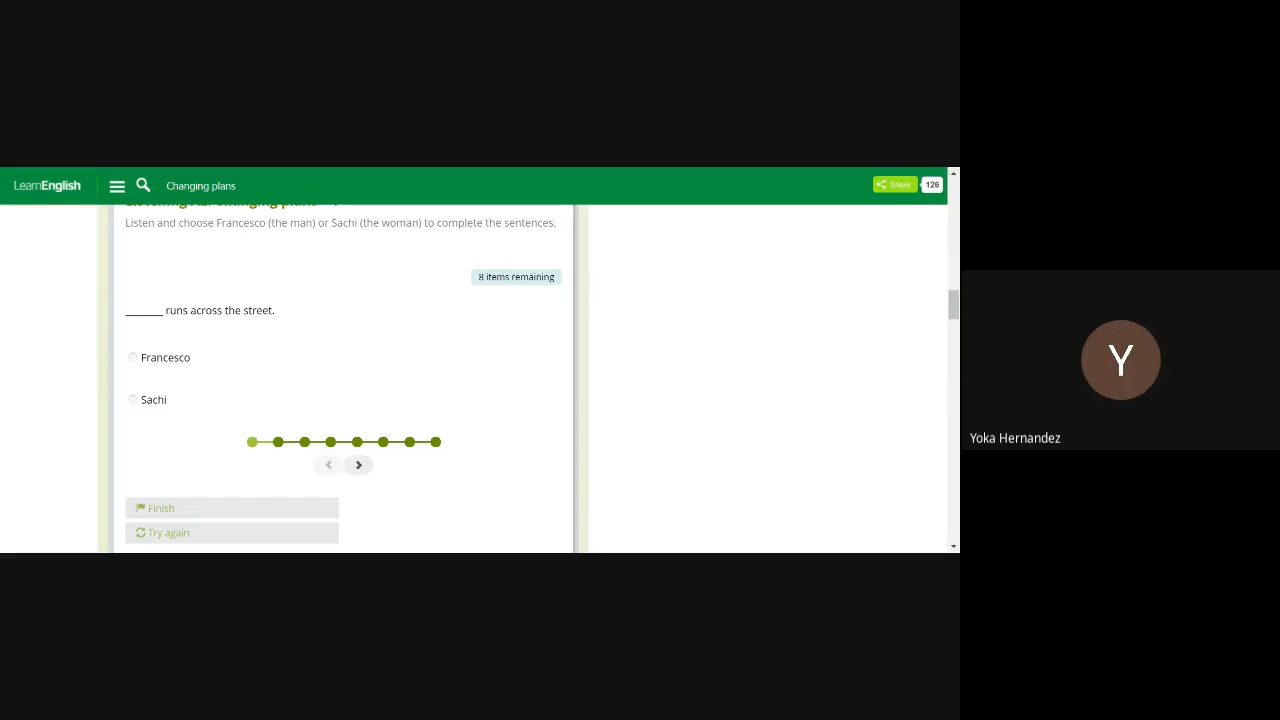 LearnEnglish
Changing plans
Share
126
Listen and choose Francesco (the man) or Sachi (the woman) to complete the sentences.
8 items remaining
_______ runs across the street.
Francesco
Sachi
Finish
Try again
Y
Yoka Hernandez